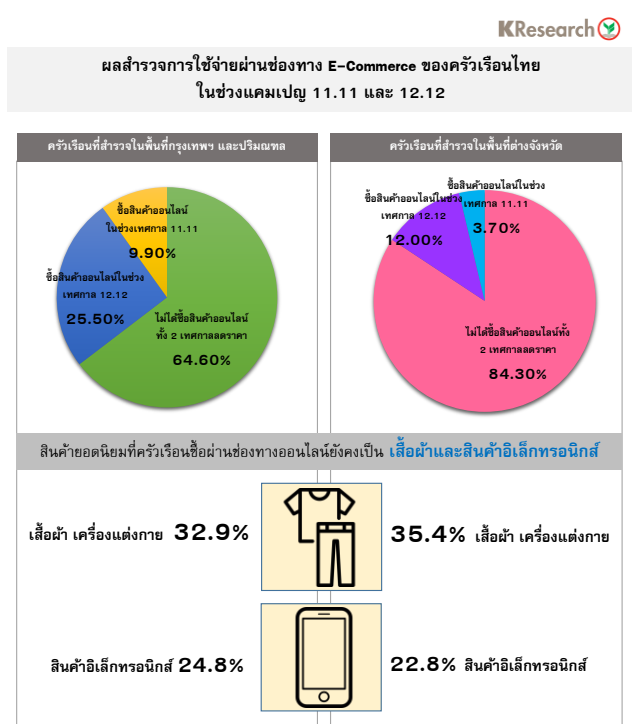 KResearch
ผลสำรวจการใช้จ่ายผ่านช่องทาง E-Commerce ของครัวเรือนไทย
ในช่วงแคมเปญ 11.11 และ 12.12
ครัวเรือนที่สำรวจในพื้นที่กรุงเทพฯ และปริมณฑล
ซื้อสินค้าออนไลน์
ในช่วงเทศกาล 11.11
9.90%
ซื้อสินค้าออนไลน์ในช่วง
เทศกาล 12.12
25.50%
ไม่ได้ซื้อสินค้าออนไลน์
ทั้ง 2 เทศกาลลดราคา
64.60%
ครัวเรือนที่สำรวจในพื้นที่ต่างจังหวัด
ซื้อสินค้าออนไลน์ในช่วง
เทศกาล 11.11
3.70%
ซื้อสินค้าออนไลน์ในช่วง
เทศกาล 12.12
12.00%
ไม่ได้ซื้อสินค้าออนไลน์ทั้ง
2 เทศกาลลดราคา
84.30%
สินค้ายอดนิยมที่ครัวเรือนซื้อผ่านช่องทางออนไลน์ยังคงเป็น เสื้อผ้าและสินค้าอิเล็กทรอนิกส์
เสื้อผ้า เครื่องแต่งกาย 32.9%
35.4% เสื้อผ้า เครื่องแต่งกาย
สินค้าอิเล็กทรอนิกส์ 24.8%
22.8% สินค้าอิเล็กทรอนิกส์